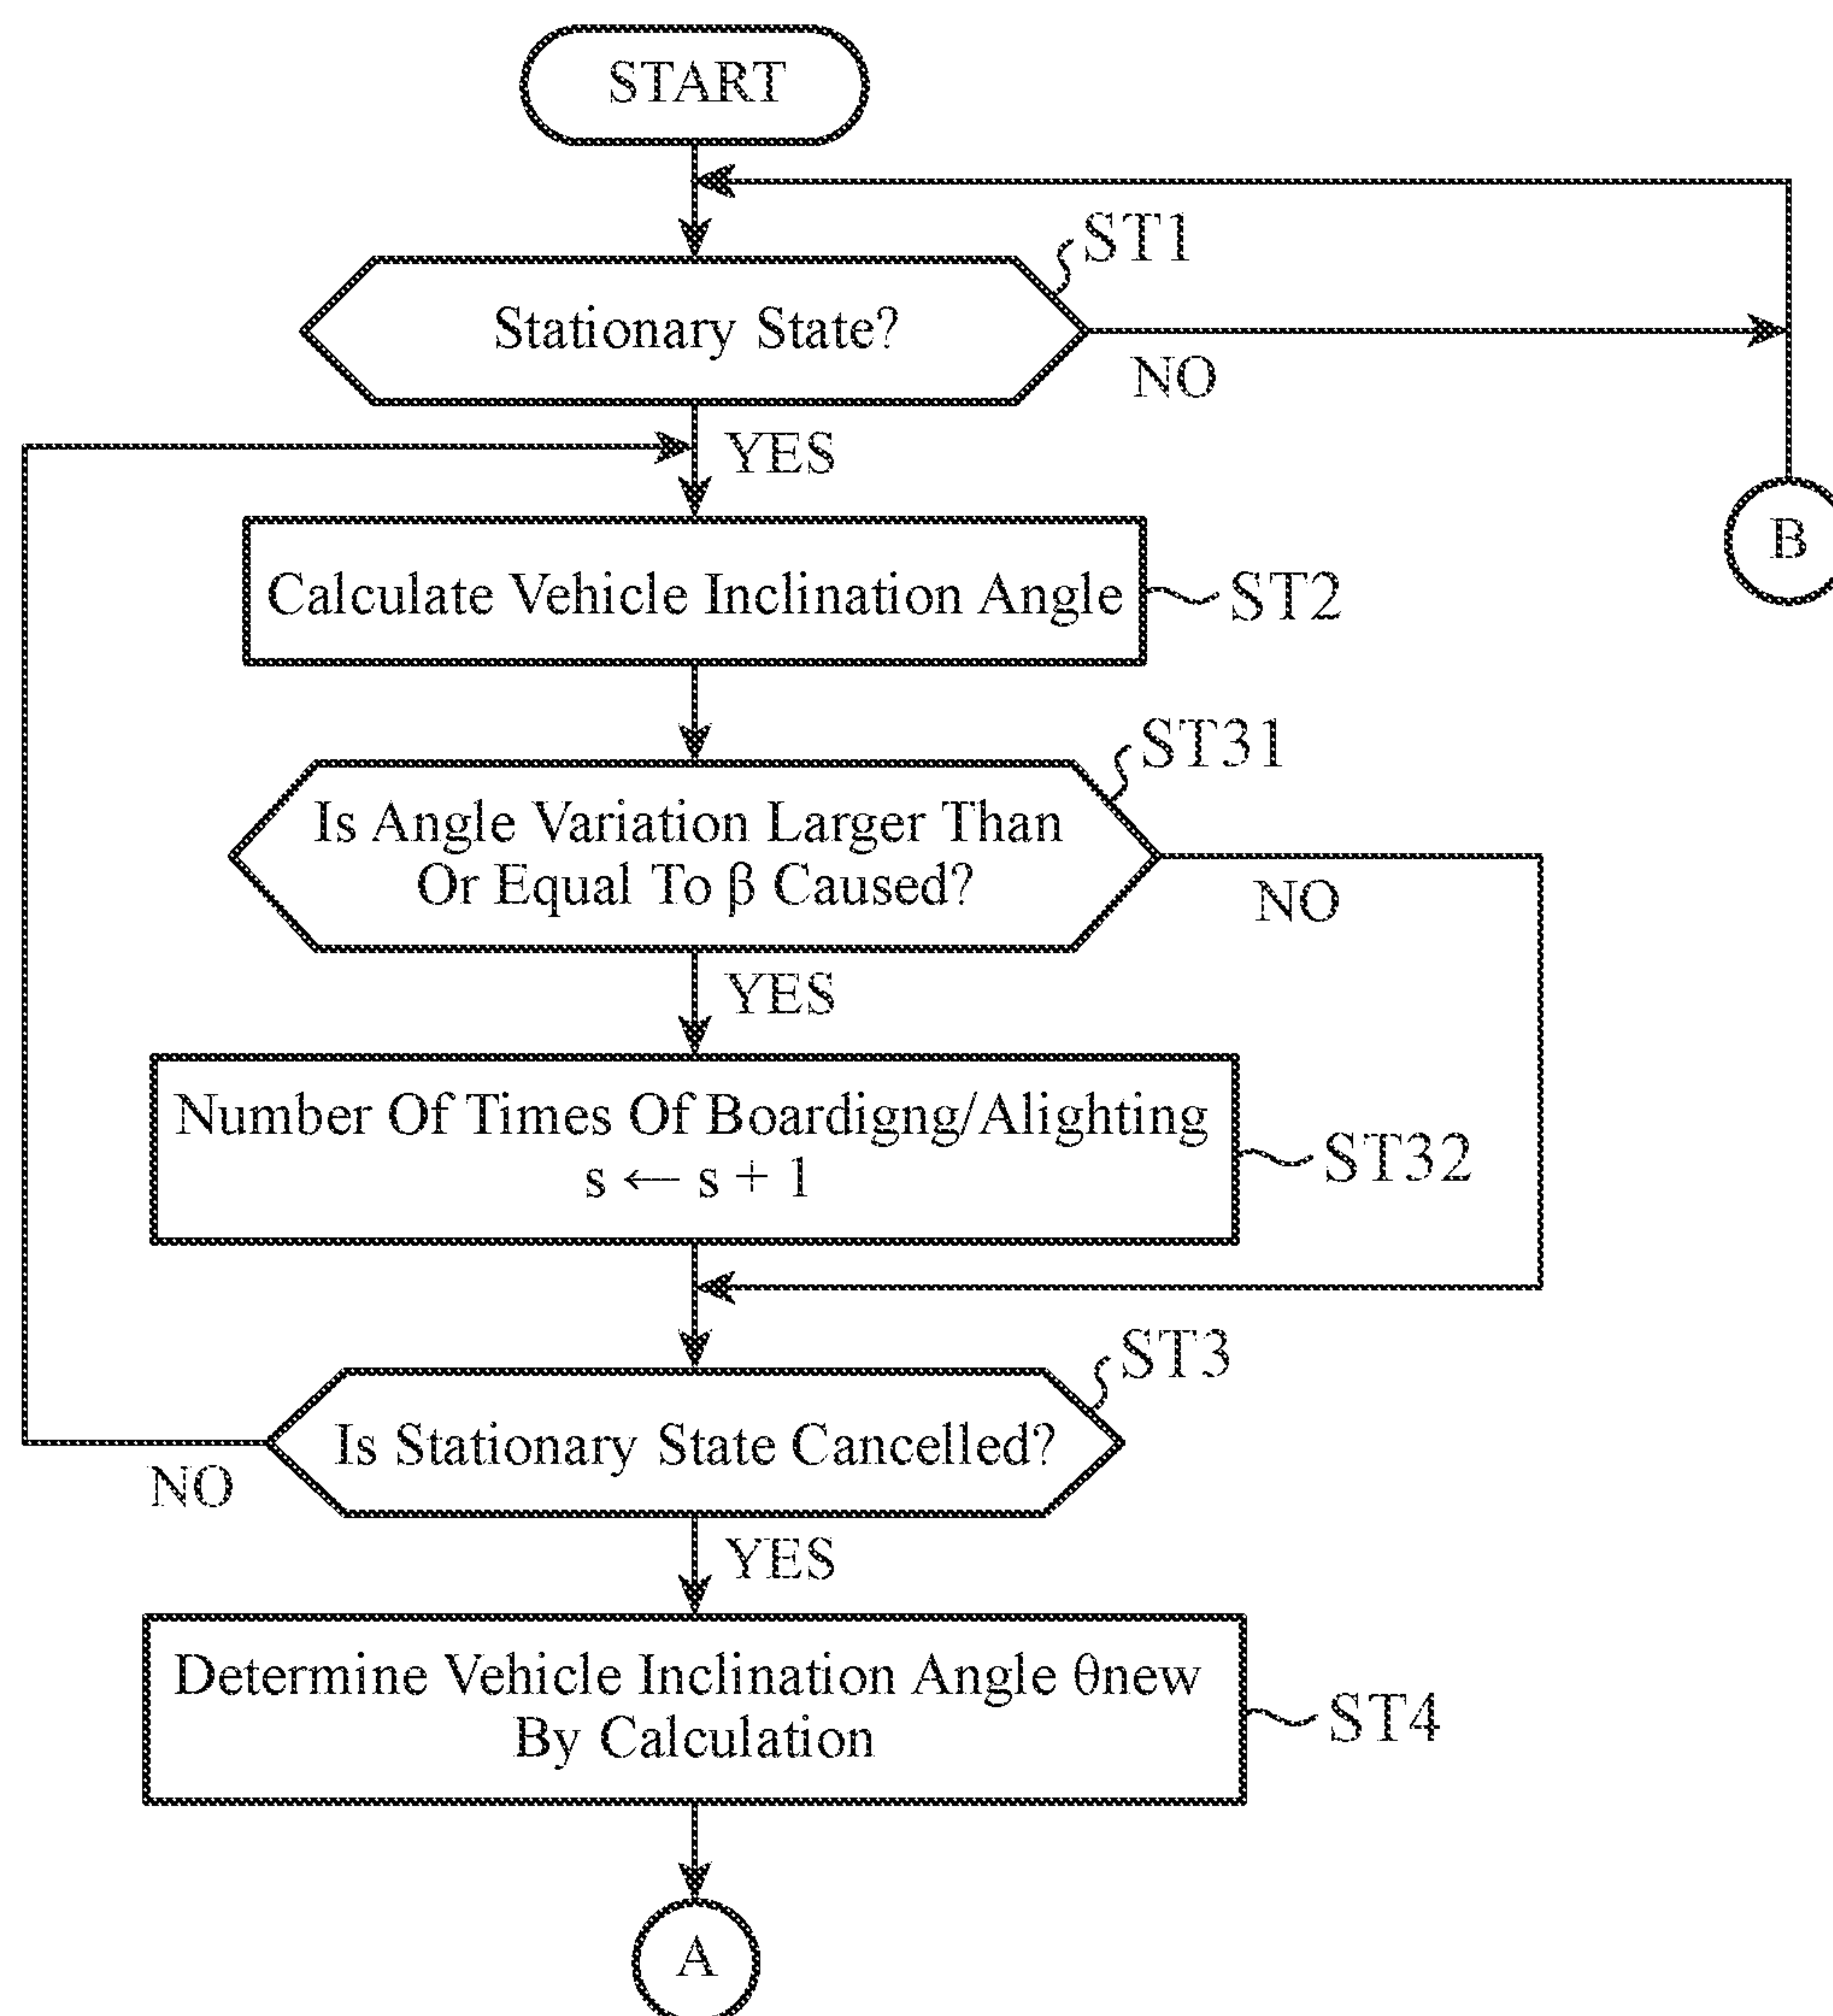 START
ST1
Stationary State?
NO
YES
B
Calculate Vehicle Inclination Angle
ST2
ST31
Is Angle Variation Larger Than
Or Equal To β Caused?
NO
YES
Number Of Times Of Boardigng/Alighting
s ← s + 1
ST32
ST3
Is Stationary State Cancelled?
NO
YES
Determine Vehicle Inclination Angle θnew
By Calculation
ST4
A